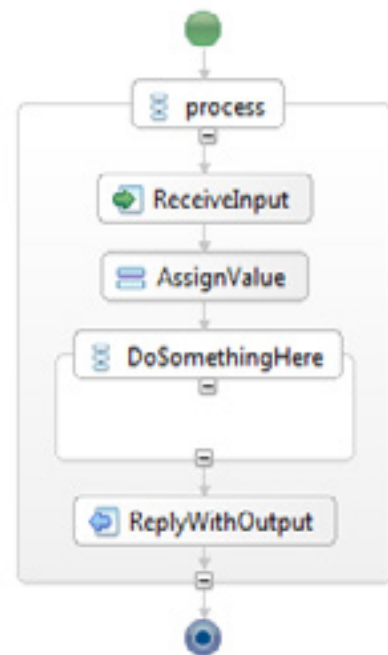 process
ReceiveInput
AssignValue
DoSomethingHere
ReplyWithOutput